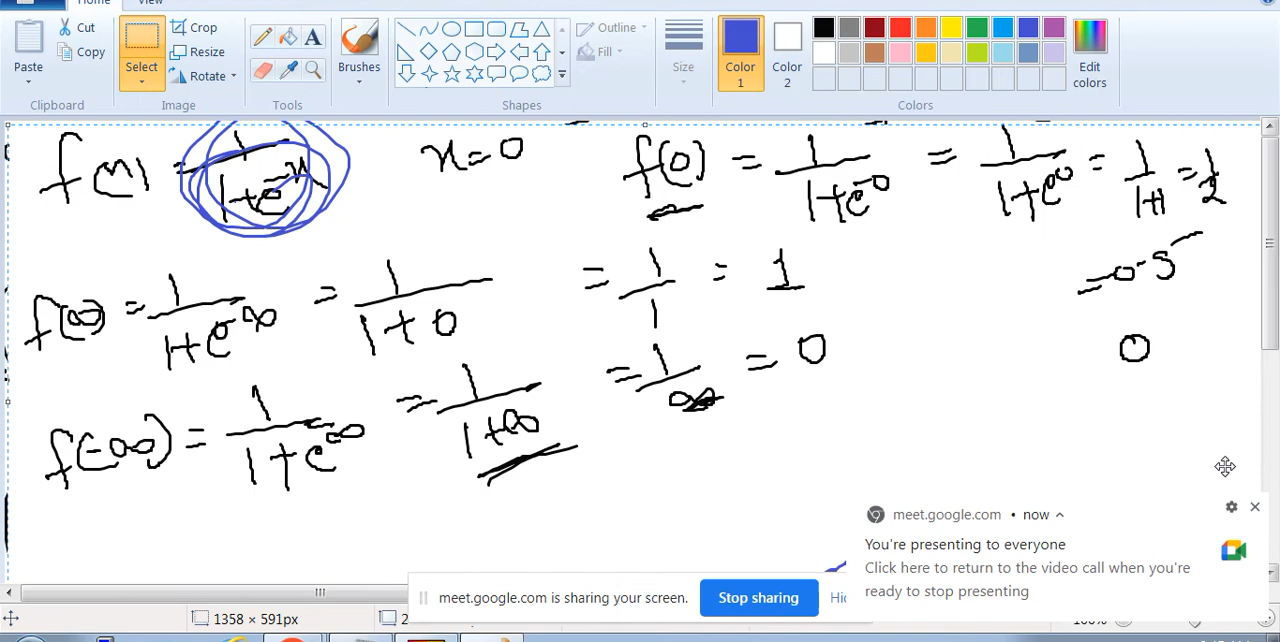 Home View
Paste Cut Copy Clipboard
Select Crop Resize Rotate Image
A Tools
Brushes
Outline Fill Shapes
Size
Color 1 Color 2 Edit colors Colors
f(x) = 1/(1+e^-x) x=0 f(0) = 1/(1+e^-0) = 1/(1+e^0) = 1/(1+1) = 1/2
= 0.5
f(∞) = 1/(1+e^-∞) = 1/(1+0) = 1/1 = 1
0
f(-∞) = 1/(1+e^∞) = 1/(1+∞) = 1/∞ = 0
meet.google.com • now
You're presenting to everyone
Click here to return to the video call when you're
ready to stop presenting
meet.google.com is sharing your screen. Stop sharing Hid
1358 × 591px
100%